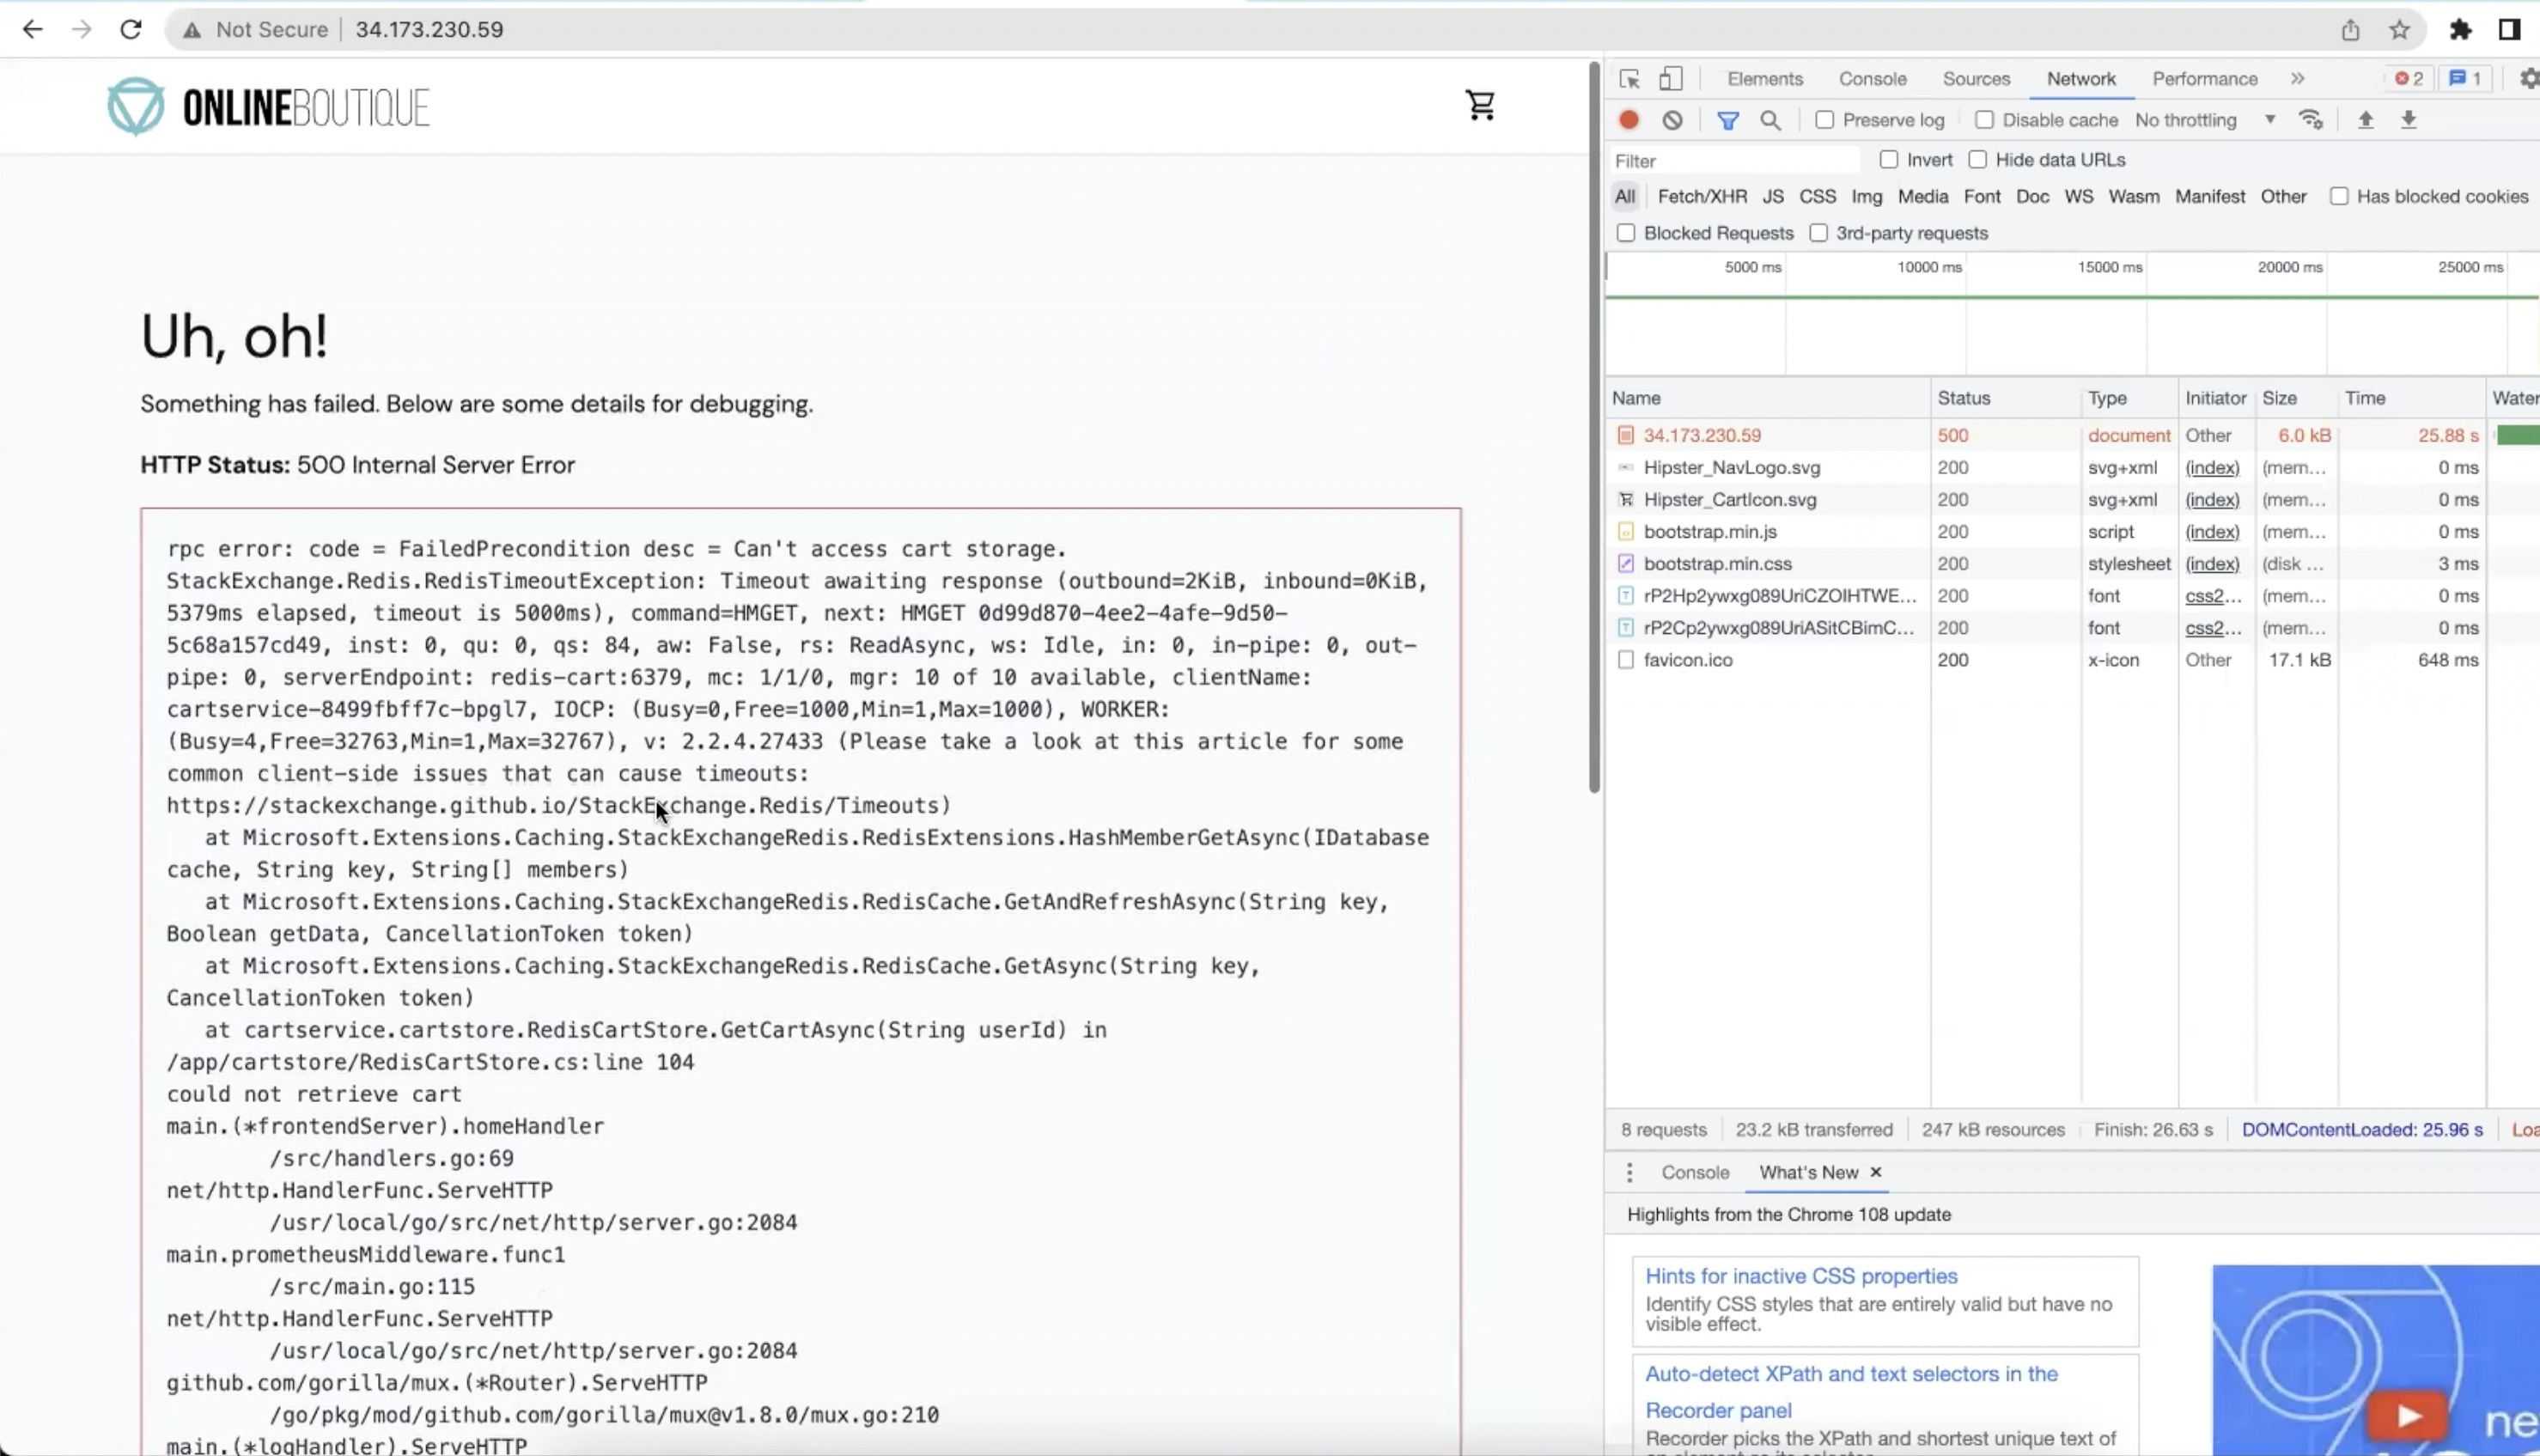 Not Secure | 34.173.230.59
ONLINEBOUTIQUE
Uh, oh!
Something has failed. Below are some details for debugging.
HTTP Status: 500 Internal Server Error
rpc error: code = FailedPrecondition desc = Can't access cart storage.
StackExchange.Redis.RedisTimeoutException: Timeout awaiting response (outbound=2KiB, inbound=0KiB,
5379ms elapsed, timeout is 5000ms), command=HMGET, next: HMGET 0d99d870-4ee2-4afe-9d50-
5c68a157cd49, inst: 0, qu: 0, qs: 84, aw: False, rs: ReadAsync, ws: Idle, in: 0, in-pipe: 0, out-
pipe: 0, serverEndpoint: redis-cart:6379, mc: 1/1/0, mgr: 10 of 10 available, clientName:
cartservice-8499fbff7c-bpgl7, IOCP: (Busy=0,Free=1000,Min=1,Max=1000), WORKER:
(Busy=4,Free=32763,Min=1,Max=32767), v: 2.2.4.27433 (Please take a look at this article for some
common client-side issues that can cause timeouts:
https://stackexchange.github.io/StackExchange.Redis/Timeouts)
at Microsoft.Extensions.Caching.StackExchangeRedis.RedisExtensions.HashMemberGetAsync(IDatabase
cache, String key, String[] members)
at Microsoft.Extensions.Caching.StackExchangeRedis.RedisCache.GetAndRefreshAsync(String key,
Boolean getData, CancellationToken token)
at Microsoft.Extensions.Caching.StackExchangeRedis.RedisCache.GetAsync(String key,
CancellationToken token)
at cartservice.cartstore.RedisCartStore.GetCartAsync(String userId) in
/app/cartstore/RedisCartStore.cs:line 104
could not retrieve cart
main.(*frontendServer).homeHandler
/src/handlers.go:69
net/http.HandlerFunc.ServeHTTP
/usr/local/go/src/net/http/server.go:2084
main.prometheusMiddleware.func1
/src/main.go:115
net/http.HandlerFunc.ServeHTTP
/usr/local/go/src/net/http/server.go:2084
github.com/gorilla/mux.(*Router).ServeHTTP
/go/pkg/mod/github.com/gorilla/mux@v1.8.0/mux.go:210
main.(*logHandler).ServeHTTP
Elements Console Sources Network Performance » 2 1
Preserve log Disable cache No throttling
Filter Invert Hide data URLs
All Fetch/XHR JS CSS Img Media Font Doc WS Wasm Manifest Other Has blocked cookies
Blocked Requests 3rd-party requests
5000 ms 10000 ms 15000 ms 20000 ms 25000 ms
Name Status Type Initiator Size Time Water
34.173.230.59 500 document Other 6.0 kB 25.88 s
Hipster_NavLogo.svg 200 svg+xml (index) (mem... 0 ms
Hipster_CartIcon.svg 200 svg+xml (index) (mem... 0 ms
bootstrap.min.js 200 script (index) (mem... 0 ms
bootstrap.min.css 200 stylesheet (index) (disk ... 3 ms
rP2Hp2ywxg089UriCZOIHTWE... 200 font css2... (mem... 0 ms
rP2Cp2ywxg089UriASitCBimC... 200 font css2... (mem... 0 ms
favicon.ico 200 x-icon Other 17.1 kB 648 ms
8 requests 23.2 kB transferred 247 kB resources Finish: 26.63 s DOMContentLoaded: 25.96 s Loa
Console What's New ×
Highlights from the Chrome 108 update
Hints for inactive CSS properties
Identify CSS styles that are entirely valid but have no
visible effect.
Auto-detect XPath and text selectors in the
Recorder panel
Recorder picks the XPath and shortest unique text of
ne